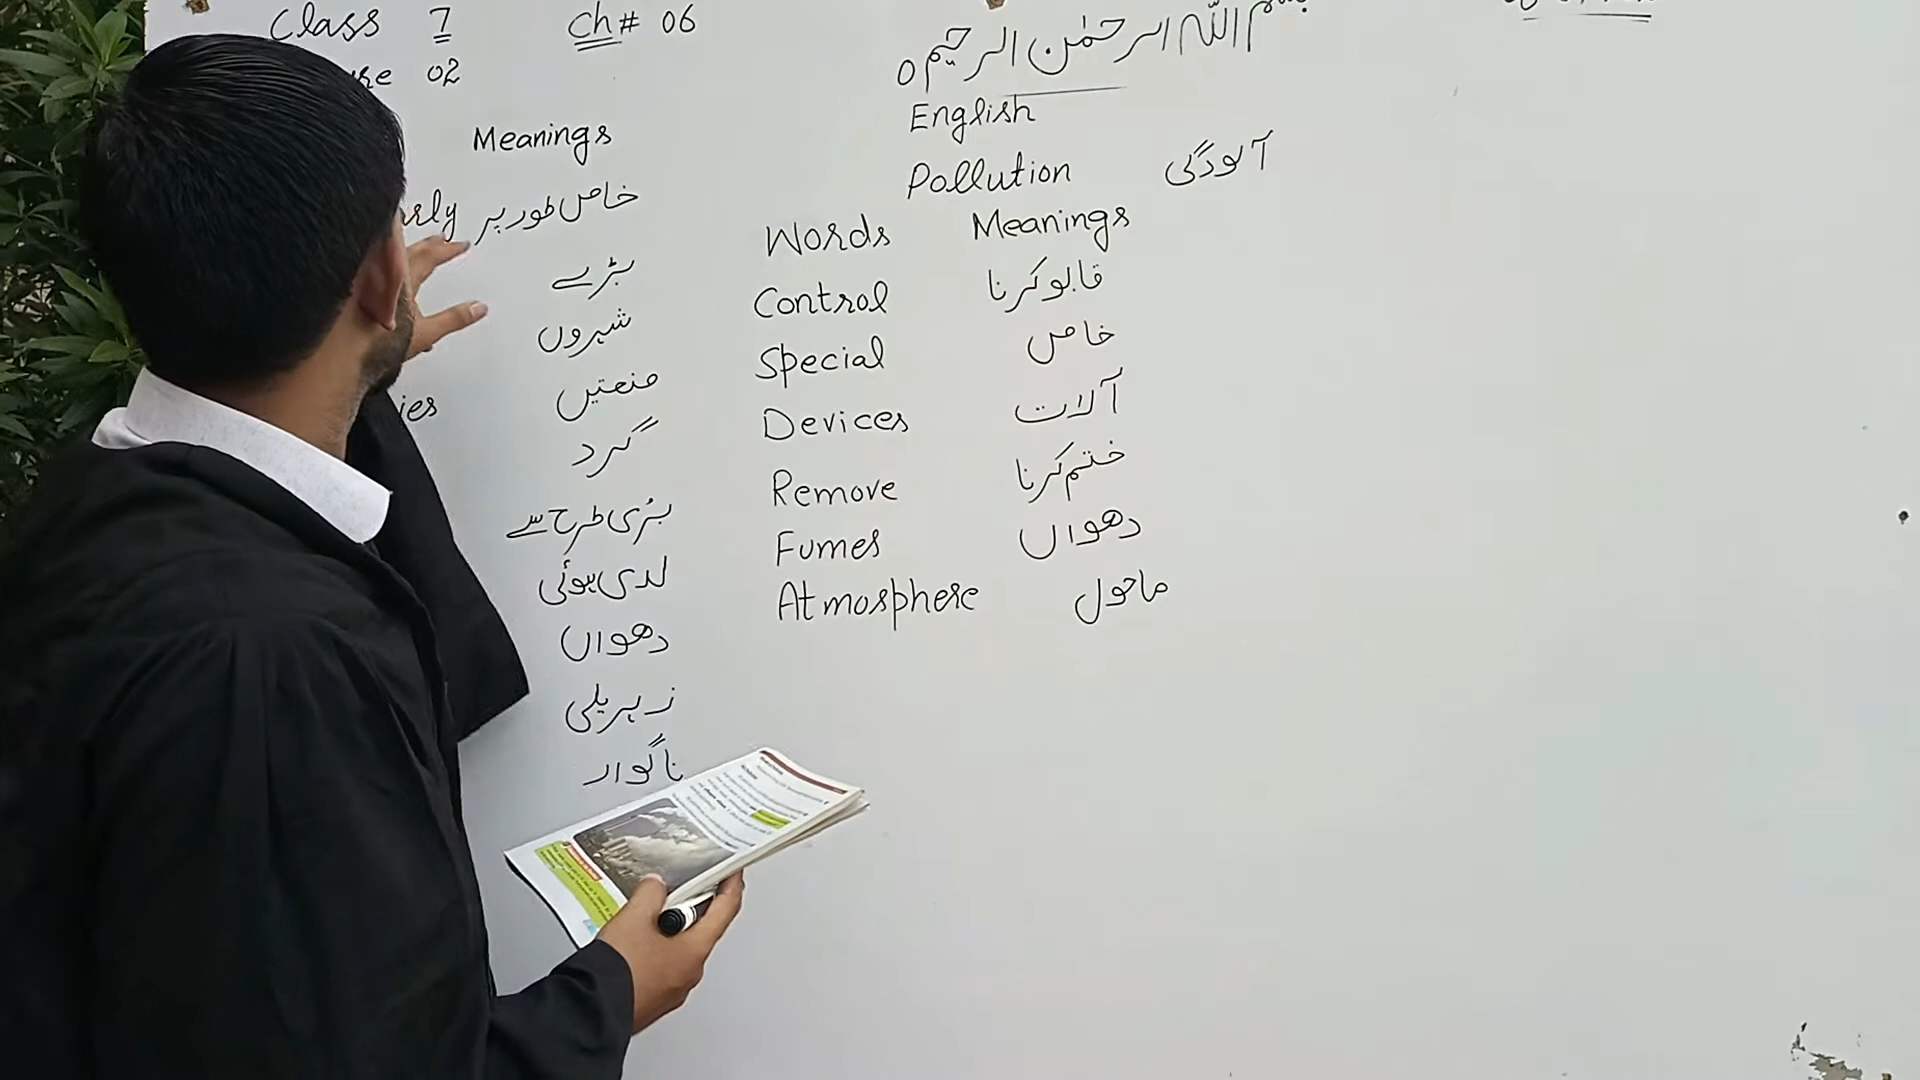 Class 7 Ch# 06
02
بسم اللہ الرحمٰن الرحیم
English
Pollution آلودگی
Meanings
خاص طور پر
بڑے
شہروں
صنعتیں
گرد
بُری طرح سے
لدی ہوئی
دھواں
زہریلی
ناگوار
Words Meanings
Control قابو کرنا
Special خاص
Devices آلات
Remove ختم کرنا
Fumes دھواں
Atmosphere ماحول